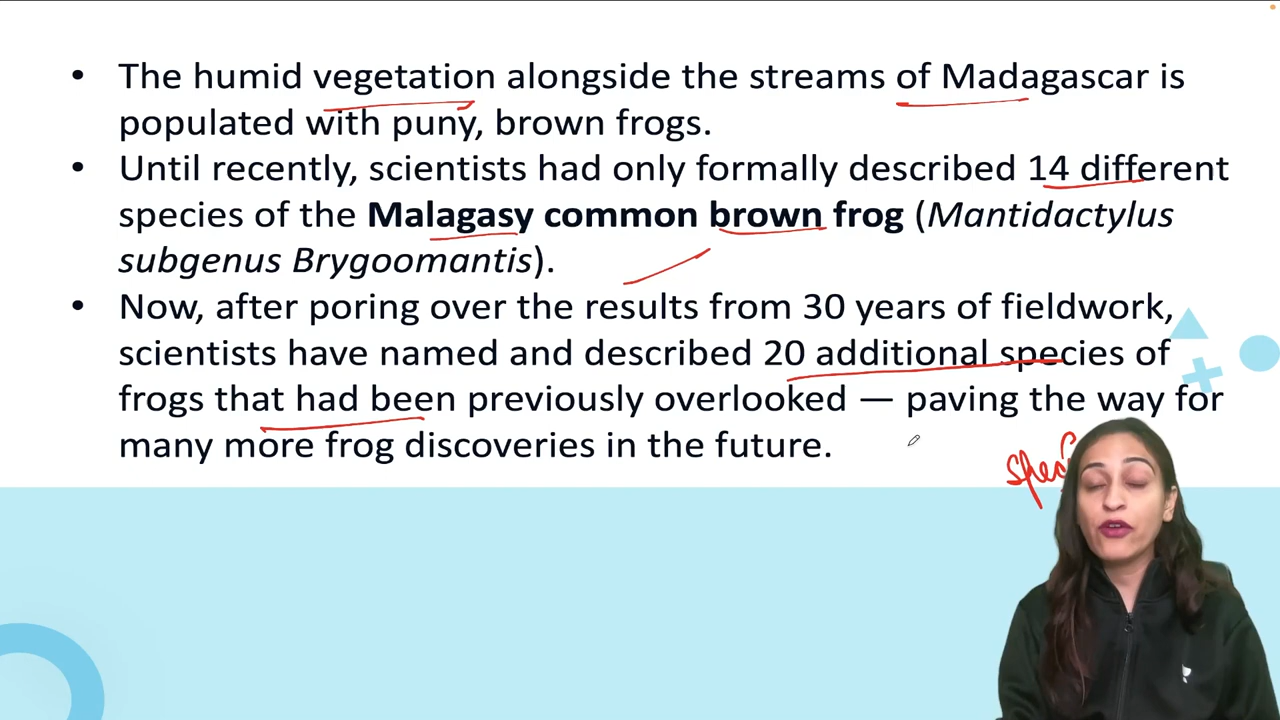 • The humid vegetation alongside the streams of Madagascar is
populated with puny, brown frogs.
• Until recently, scientists had only formally described 14 different
species of the Malagasy common brown frog (Mantidactylus
subgenus Brygoomantis).
• Now, after poring over the results from 30 years of fieldwork,
scientists have named and described 20 additional species of
frogs that had been previously overlooked — paving the way for
many more frog discoveries in the future.